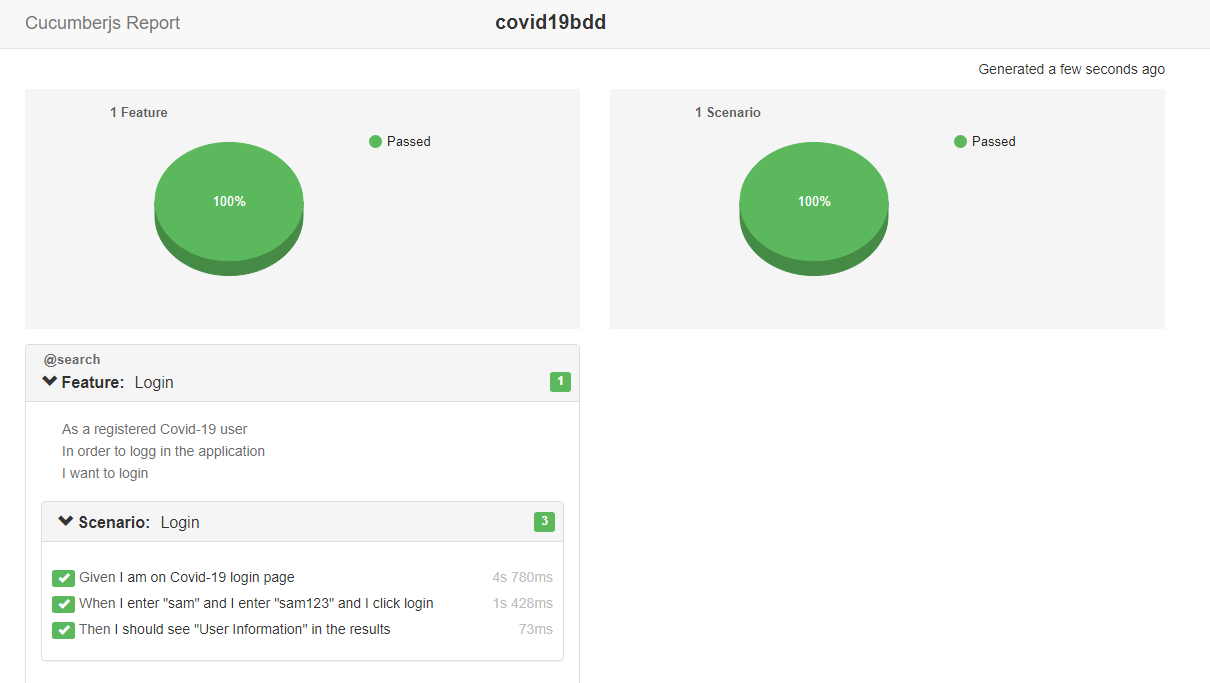 Cucumberjs Report
covid19bdd
Generated a few seconds ago
1 Feature
Passed
100%
1 Scenario
Passed
100%
@search
Feature: Login
1
As a registered Covid-19 user
In order to logg in the application
I want to login
Scenario: Login
3
Given I am on Covid-19 login page 4s 780ms
When I enter "sam" and I enter "sam123" and I click login 1s 428ms
Then I should see "User Information" in the results 73ms